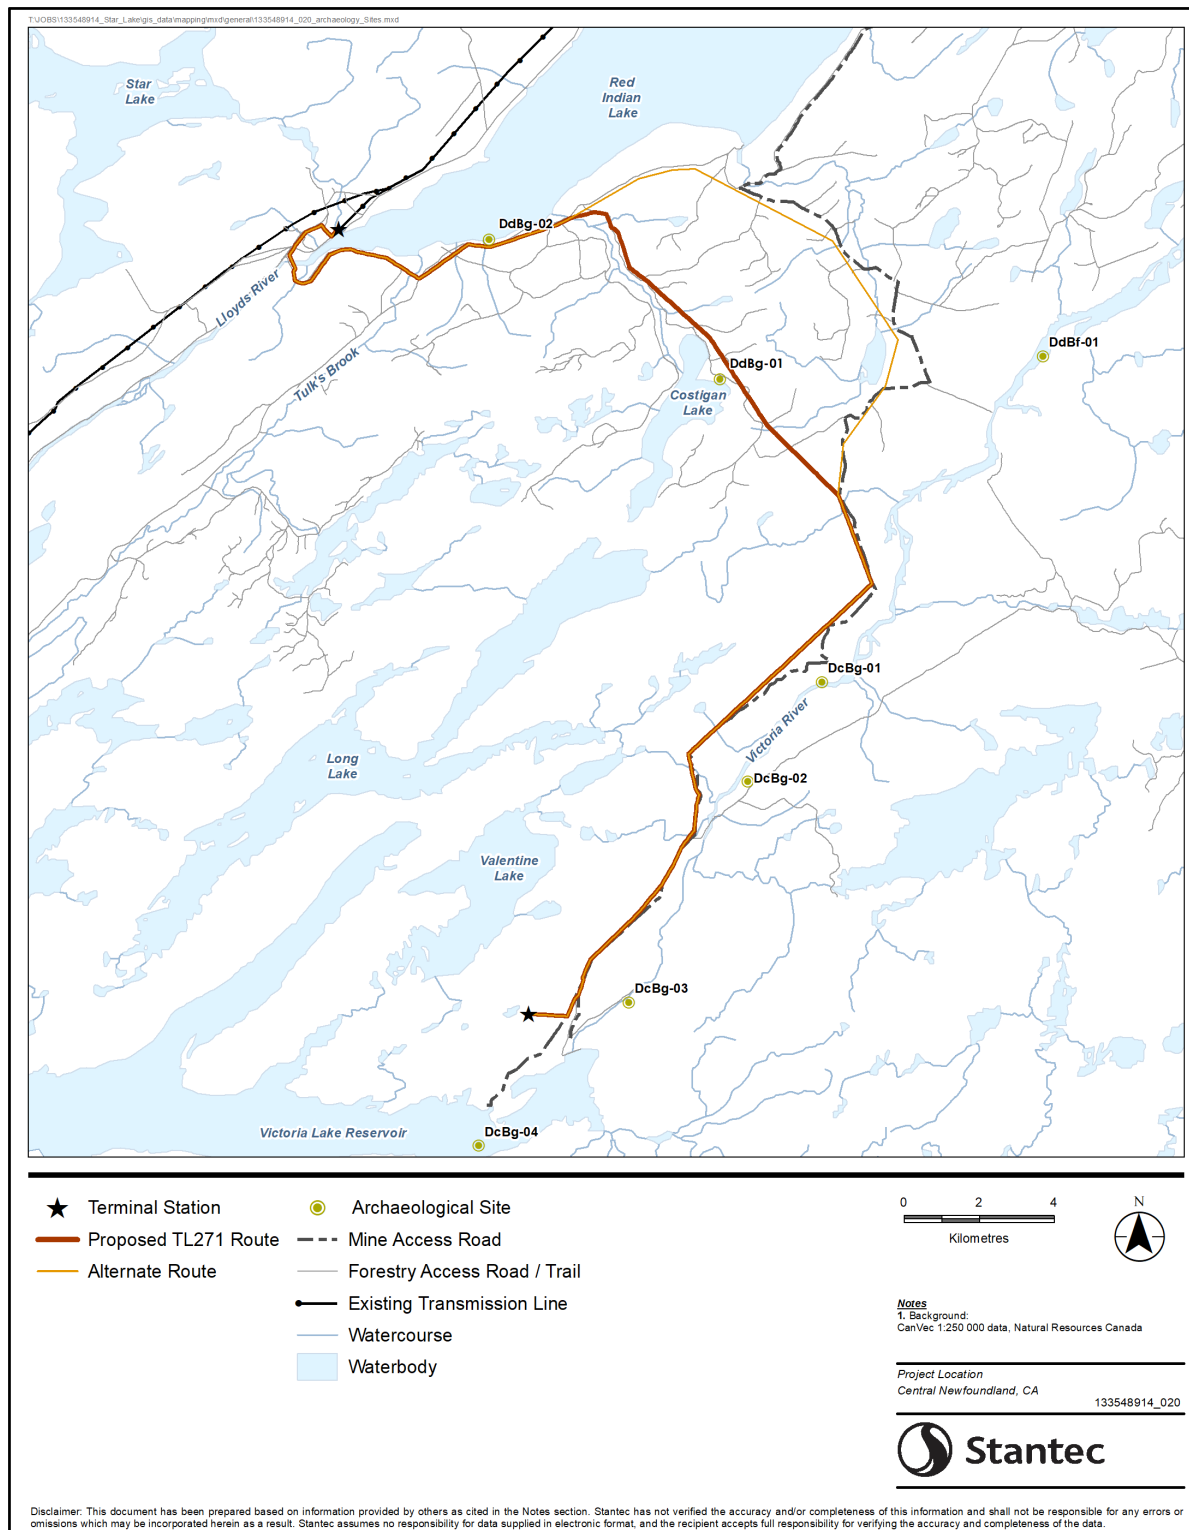 T:\JOBS\133548914_Star_Lake\gis_data\mapping\mxd\general\133548914_020_archaeology_Sites.mxd
Star
Lake
Red
Indian
Lake
DdBg-02
Lloyds River
Tulk's Brook
DdBf-01
DdBg-01
Costigan
Lake
DcBg-01
Victoria River
Long
Lake
DcBg-02
Valentine
Lake
DcBg-03
Victoria Lake Reservoir
DcBg-04
Terminal Station
Proposed TL271 Route
Alternate Route
Archaeological Site
Mine Access Road
Forestry Access Road / Trail
Existing Transmission Line
Watercourse
Waterbody
0 2 4
Kilometres
N
Notes
1. Background:
CanVec 1:250 000 data, Natural Resources Canada
Project Location
Central Newfoundland, CA
133548914_020
Stantec
Disclaimer: This document has been prepared based on information provided by others as cited in the Notes section. Stantec has not verified the accuracy and/or completeness of this information and shall not be responsible for any errors or
omissions which may be incorporated herein as a result. Stantec assumes no responsibility for data supplied in electronic format, and the recipient accepts full responsibility for verifying the accuracy and completeness of the data.